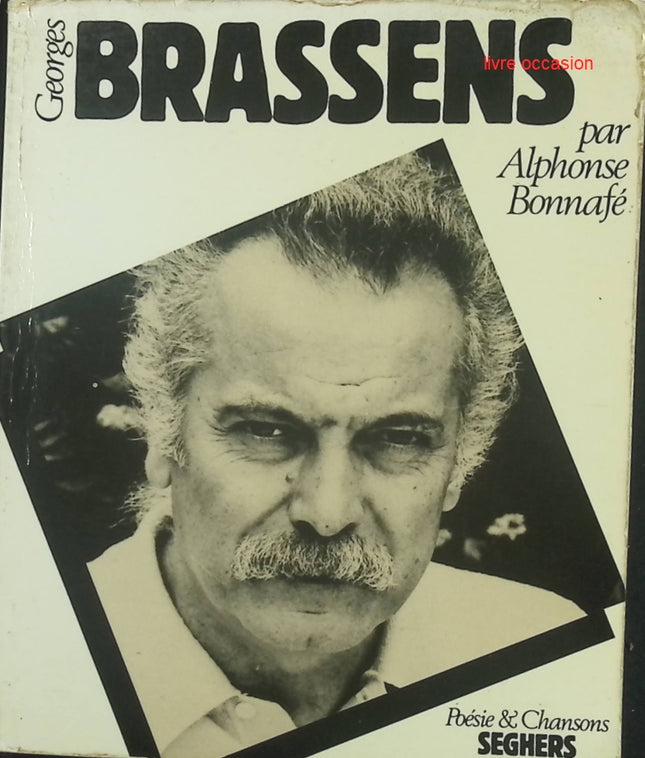 Georges
BRASSENS
livre occasion
par
Alphonse
Bonnafé
Poésie & Chansons
SEGHERS